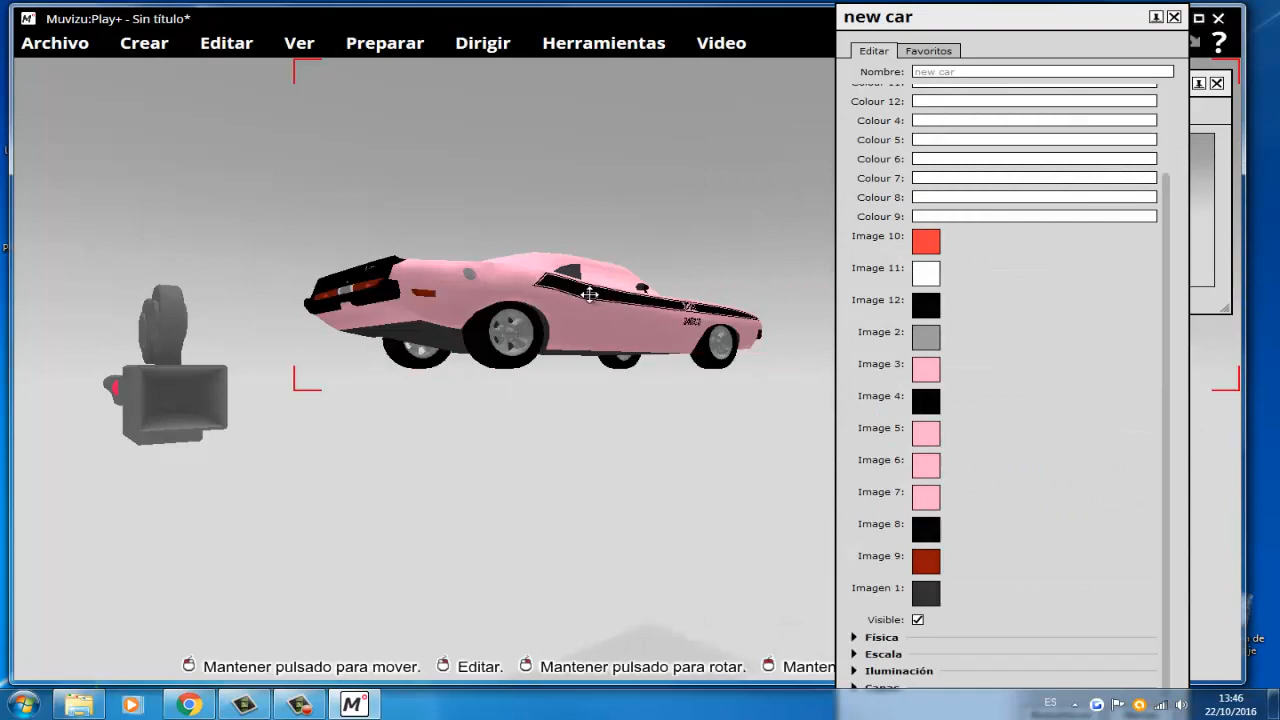 Muvizu:Play+ - Sin título*
Archivo Crear Editar Ver Preparar Dirigir Herramientas Video
?
new car
Editar Favoritos
Nombre: new car
Colour 11:
Colour 12:
Colour 4:
Colour 5:
Colour 6:
Colour 7:
Colour 8:
Colour 9:
Image 10:
Image 11:
Image 12:
Image 2:
Image 3:
Image 4:
Image 5:
Image 6:
Image 7:
Image 8:
Image 9:
Imagen 1:
Visible:
Física
Escala
Iluminación
Capas
Mantener pulsado para mover. Editar. Mantener pulsado para rotar. Manten
ES
13:46
22/10/2016